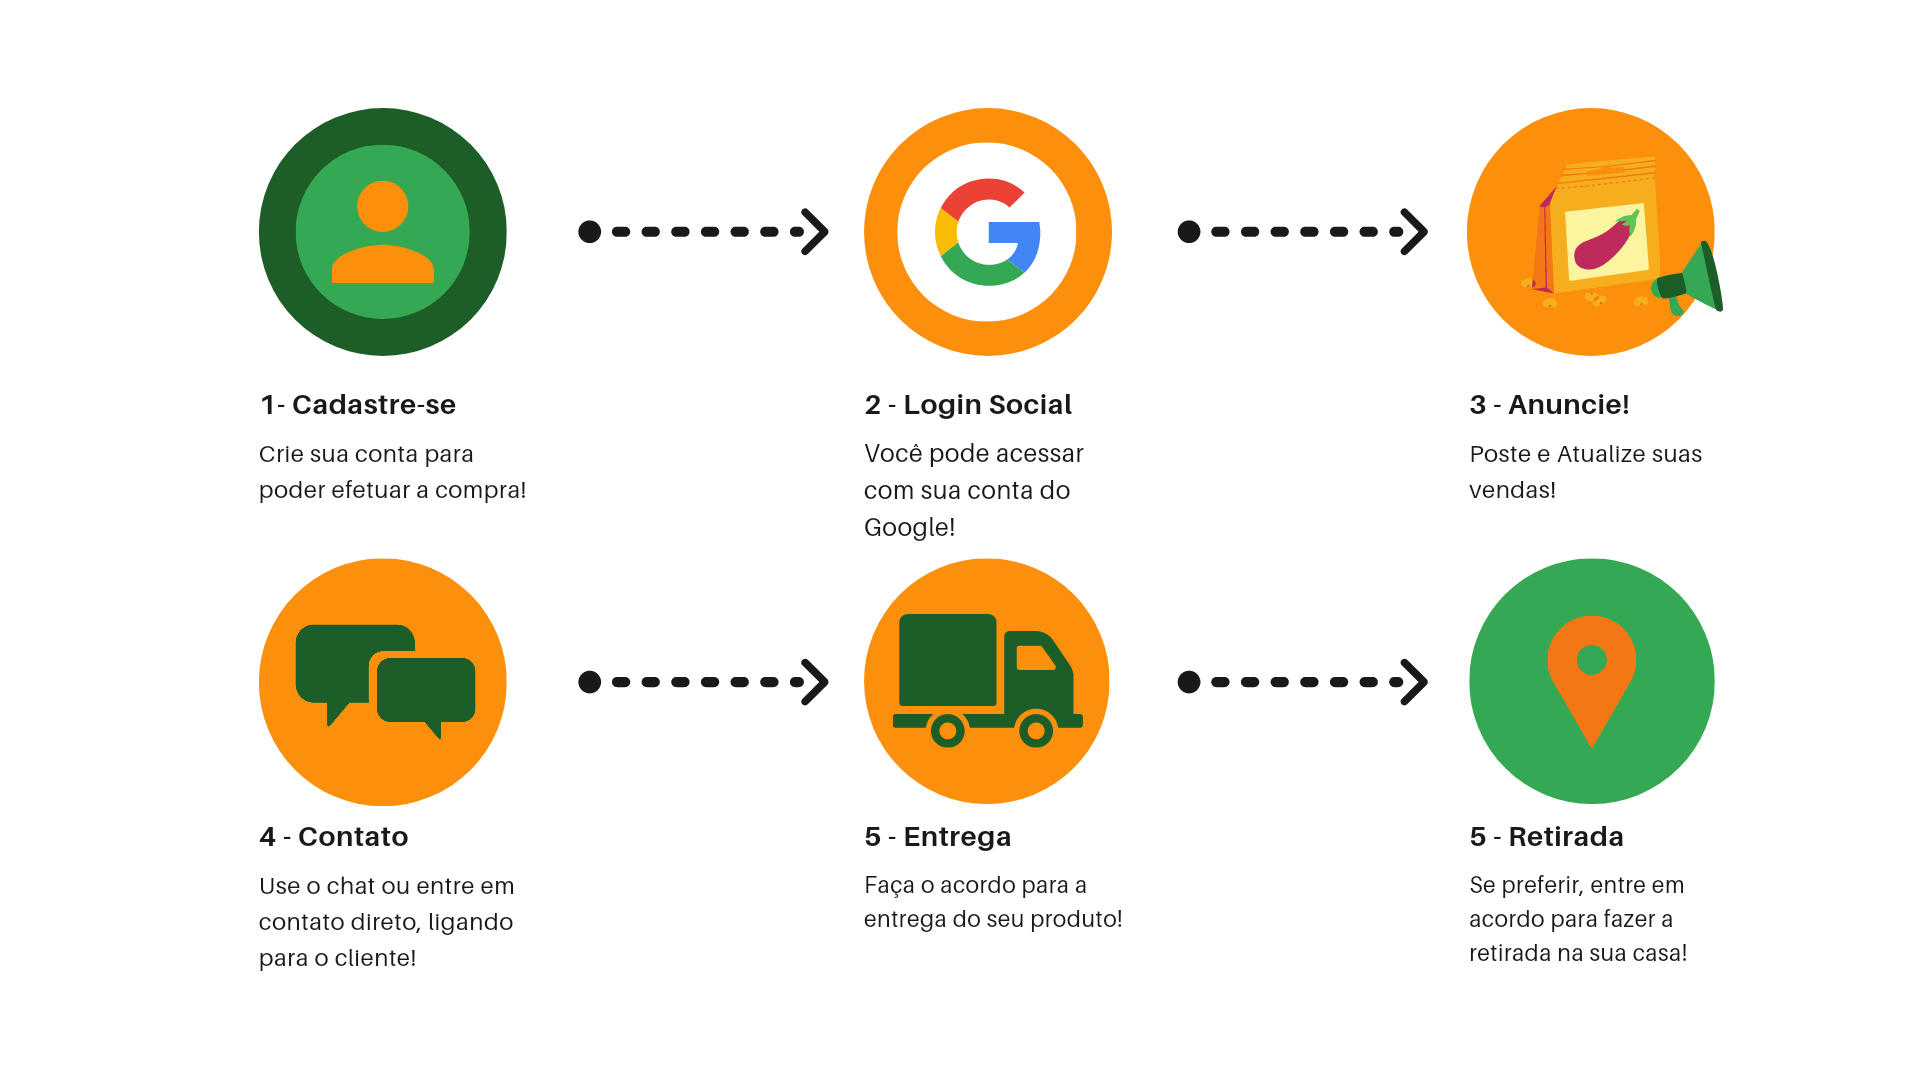 1- Cadastre-se
Crie sua conta para
poder efetuar a compra!
2 - Login Social
Você pode acessar
com sua conta do
Google!
3 - Anuncie!
Poste e Atualize suas
vendas!
4 - Contato
Use o chat ou entre em
contato direto, ligando
para o cliente!
5 - Entrega
Faça o acordo para a
entrega do seu produto!
5 - Retirada
Se preferir, entre em
acordo para fazer a
retirada na sua casa!